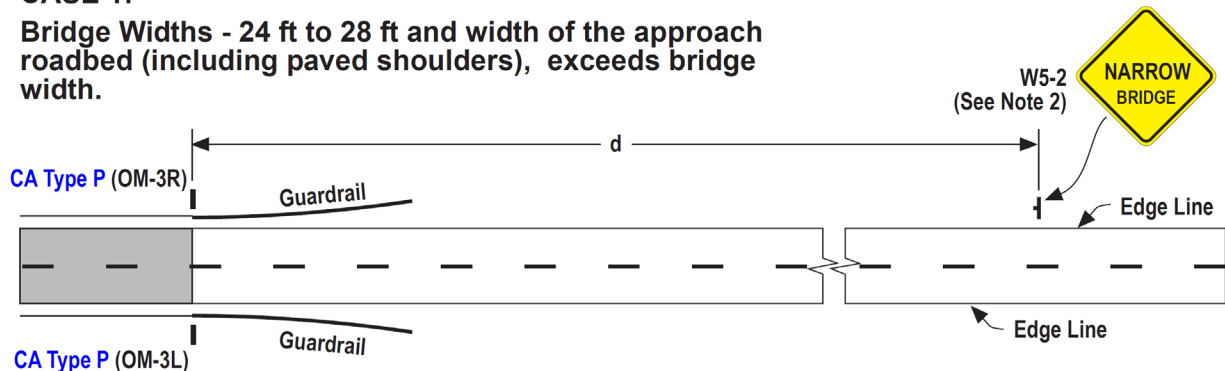 Bridge Widths - 24 ft to 28 ft and width of the approach
roadbed (including paved shoulders), exceeds bridge
width.
W5-2
(See Note 2)
NARROW
BRIDGE
d
CA Type P (OM-3R)
Guardrail
Edge Line
Edge Line
Guardrail
CA Type P (OM-3L)